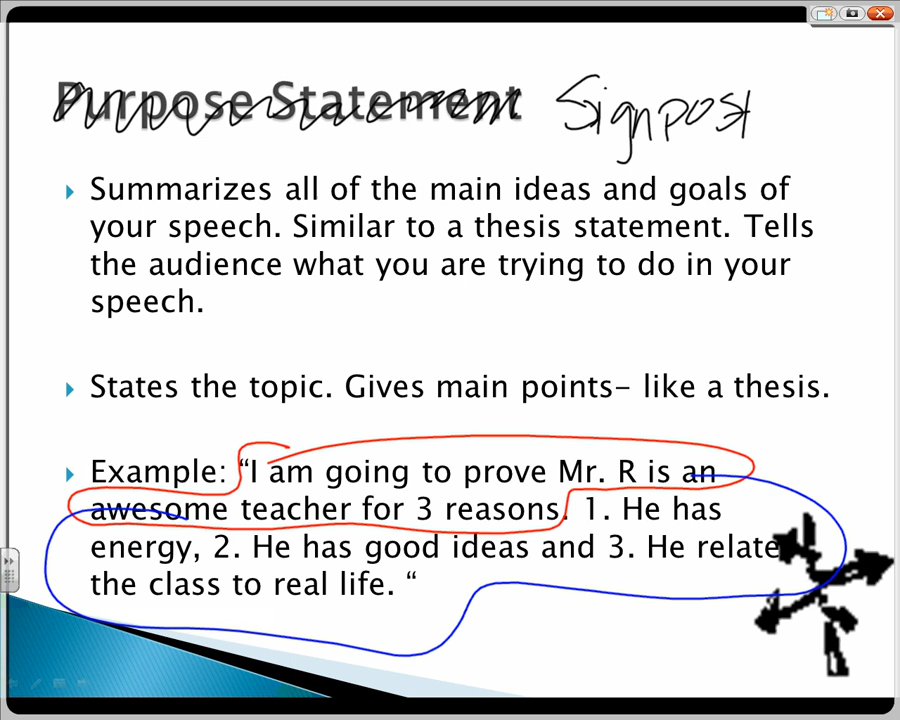 Purpose Statement Signpost
Summarizes all of the main ideas and goals of
your speech. Similar to a thesis statement. Tells
the audience what you are trying to do in your
speech.
States the topic. Gives main points– like a thesis.
Example: “I am going to prove Mr. R is an
awesome teacher for 3 reasons. 1. He has
energy, 2. He has good ideas and 3. He relate
the class to real life. “